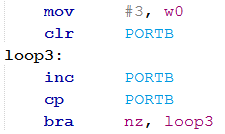 mov #3, w0
clr PORTB
loop3:
inc PORTB
cp PORTB
bra nz, loop3